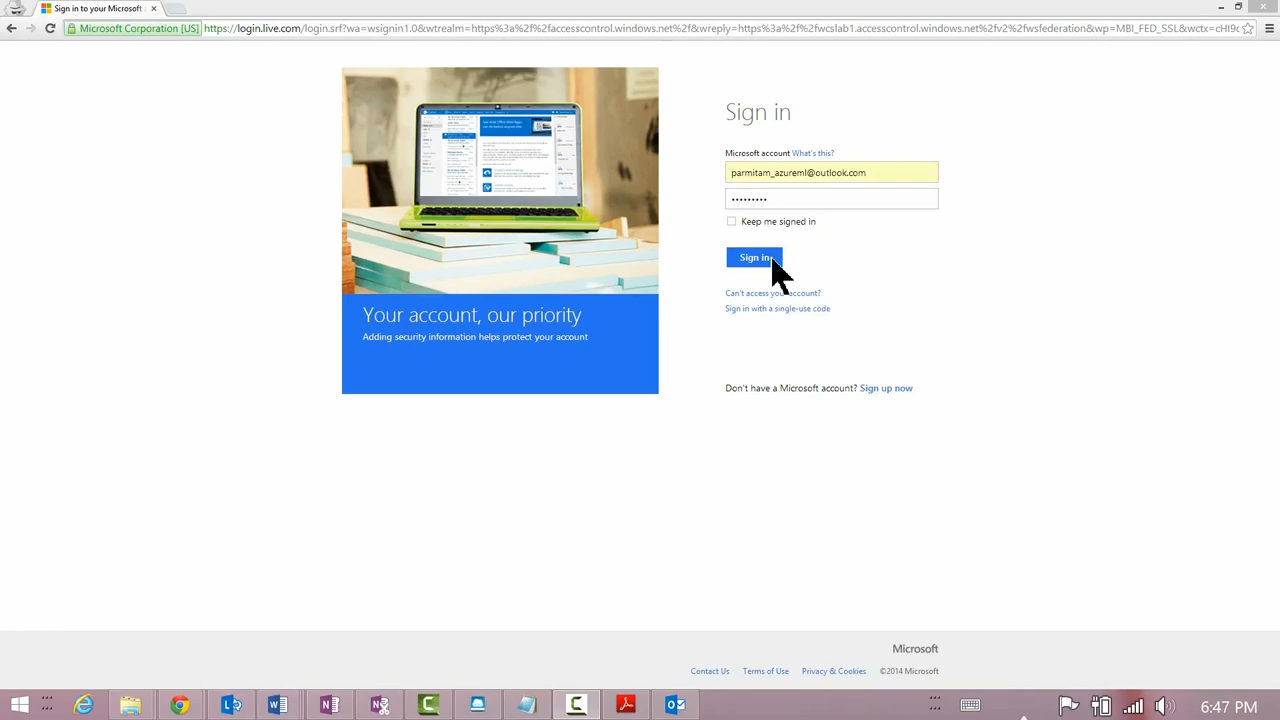 Sign in to your Microsoft
Microsoft Corporation [US] https://login.live.com/login.srf?wa=wsignin1.0&wtrealm=https%3a%2f%2faccesscontrol.windows.net%2f&wreply=https%3a%2f%2fwcslab1.accesscontrol.windows.net%2fv2%2fwsfederation&wp=MBI_FED_SSL&wctx=cHI9c
Sign in
What's this?
parmitam_azureml@outlook.com
•••••••••
Keep me signed in
Sign in
Can't access your account?
Sign in with a single-use code
Your account, our priority
Adding security information helps protect your account
Don't have a Microsoft account? Sign up now
Microsoft
Contact Us Terms of Use Privacy & Cookies ©2014 Microsoft
6:47 PM